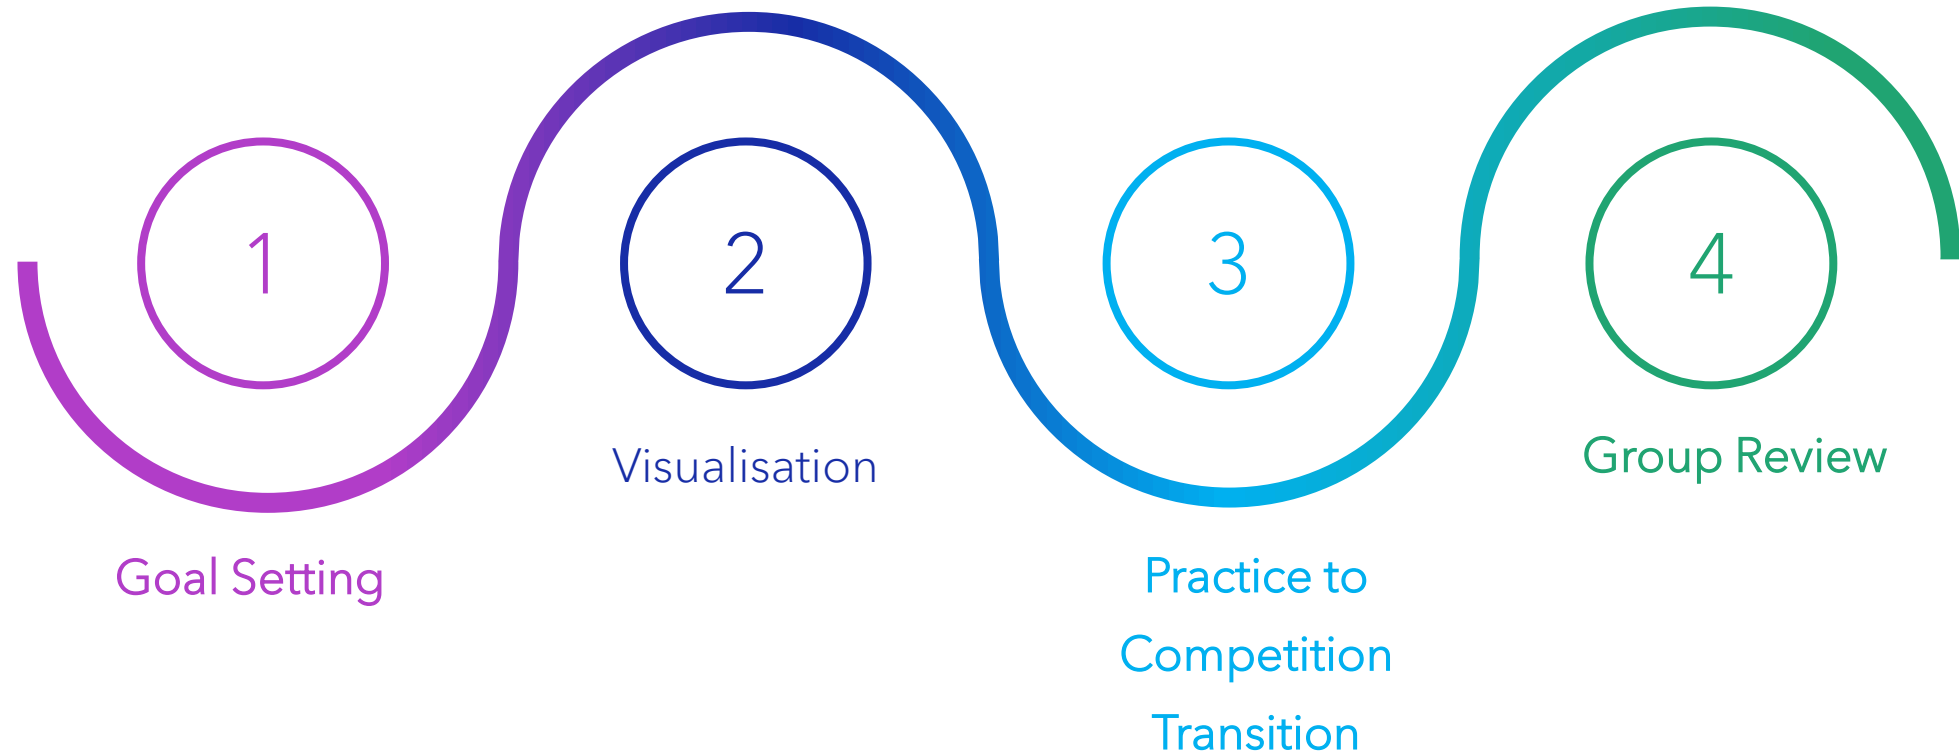 1
Goal Setting
2
Visualisation
3
Practice to
Competition
Transition
4
Group Review